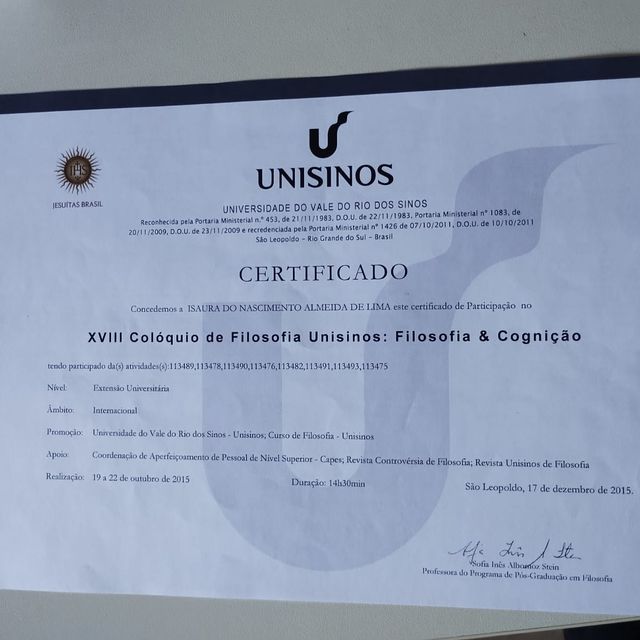 IHS
JESUÍTAS BRASIL
UNISINOS
UNIVERSIDADE DO VALE DO RIO DOS SINOS
Reconhecida pela Portaria Ministerial n.º 453, de 21/11/1983, D.O.U. de 22/11/1983, Portaria Ministerial nº 1083, de
20/11/2009, D.O.U. de 23/11/2009 e recredenciada pela Portaria Ministerial nº 1426 de 07/10/2011, D.O.U. de 10/10/2011
São Leopoldo - Rio Grande do Sul - Brasil
CERTIFICADO
Concedemos a ISAURA DO NASCIMENTO ALMEIDA DE LIMA este certificado de Participação no
XVIII Colóquio de Filosofia Unisinos: Filosofia & Cognição
tendo participado da(s) atividades(s):113489,113478,113490,113476,113482,113491,113493,113475
Nível: Extensão Universitária
Âmbito: Internacional
Promoção: Universidade do Vale do Rio dos Sinos - Unisinos; Curso de Filosofia - Unisinos
Apoio: Coordenação de Aperfeiçoamento de Pessoal de Nível Superior - Capes; Revista Controvérsia de Filosofia; Revista Unisinos de Filosofia
Realização: 19 a 22 de outubro de 2015 Duração: 14h30min
São Leopoldo, 17 de dezembro de 2015.
Sofia Inês Albornoz Stein
Professora do Programa de Pós-Graduação em Filosofia